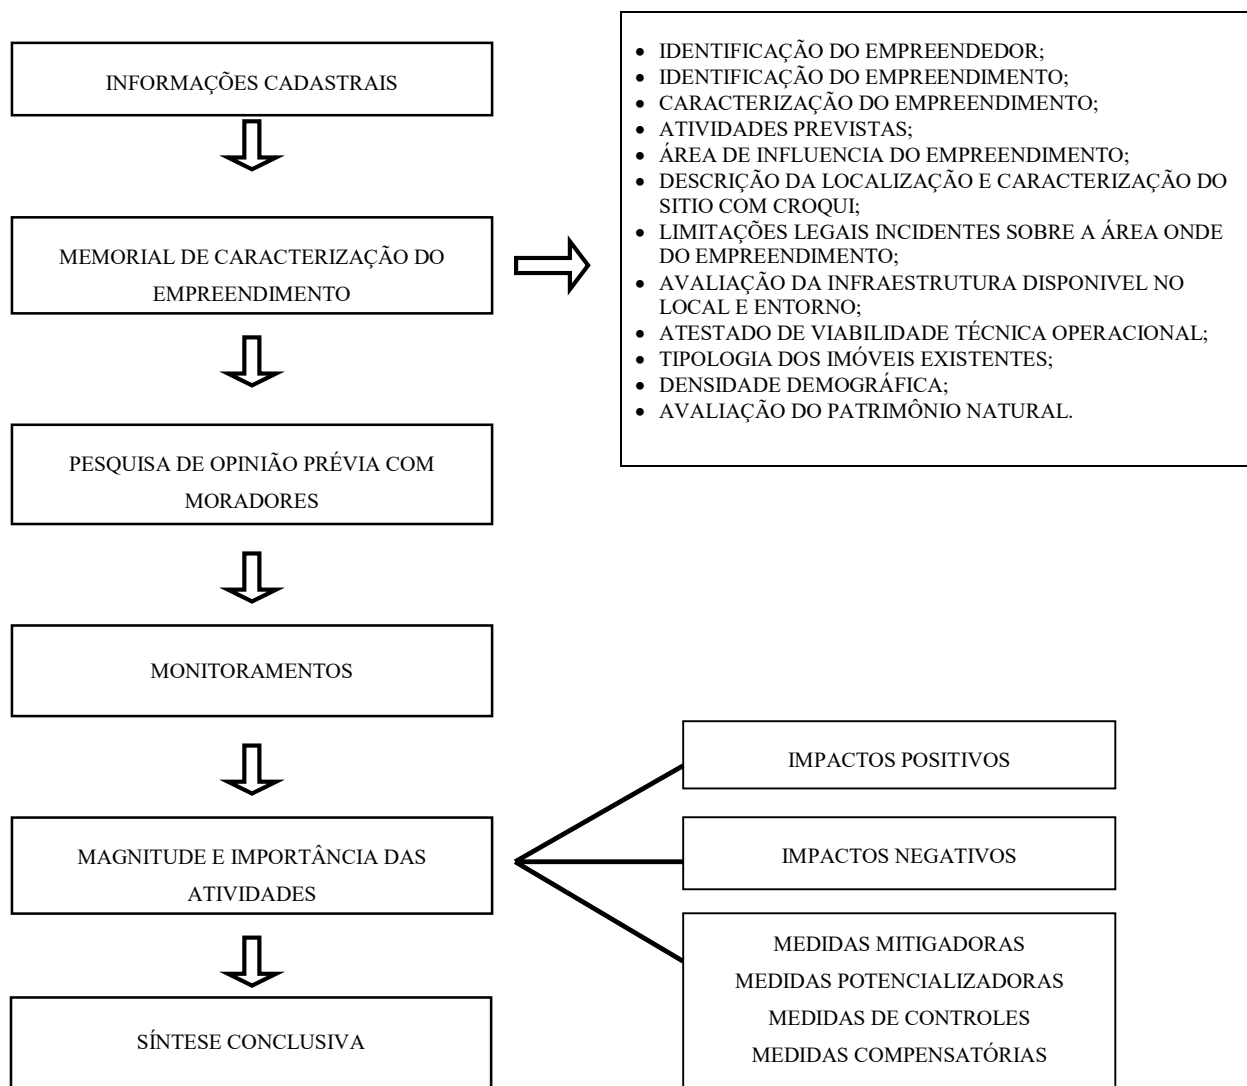 INFORMAÇÕES CADASTRAIS
MEMORIAL DE CARACTERIZAÇÃO DO
EMPREENDIMENTO
• IDENTIFICAÇÃO DO EMPREENDEDOR;
• IDENTIFICAÇÃO DO EMPREENDIMENTO;
• CARACTERIZAÇÃO DO EMPREENDIMENTO;
• ATIVIDADES PREVISTAS;
• ÁREA DE INFLUENCIA DO EMPREENDIMENTO;
• DESCRIÇÃO DA LOCALIZAÇÃO E CARACTERIZAÇÃO DO
SITIO COM CROQUI;
• LIMITAÇÕES LEGAIS INCIDENTES SOBRE A ÁREA ONDE
DO EMPREENDIMENTO;
• AVALIAÇÃO DA INFRAESTRUTURA DISPONIVEL NO
LOCAL E ENTORNO;
• ATESTADO DE VIABILIDADE TÉCNICA OPERACIONAL;
• TIPOLOGIA DOS IMÓVEIS EXISTENTES;
• DENSIDADE DEMOGRÁFICA;
• AVALIAÇÃO DO PATRIMÔNIO NATURAL.
PESQUISA DE OPINIÃO PRÉVIA COM
MORADORES
MONITORAMENTOS
MAGNITUDE E IMPORTÂNCIA DAS
ATIVIDADES
IMPACTOS POSITIVOS
IMPACTOS NEGATIVOS
MEDIDAS MITIGADORAS
MEDIDAS POTENCIALIZADORAS
MEDIDAS DE CONTROLES
MEDIDAS COMPENSATÓRIAS
SÍNTESE CONCLUSIVA